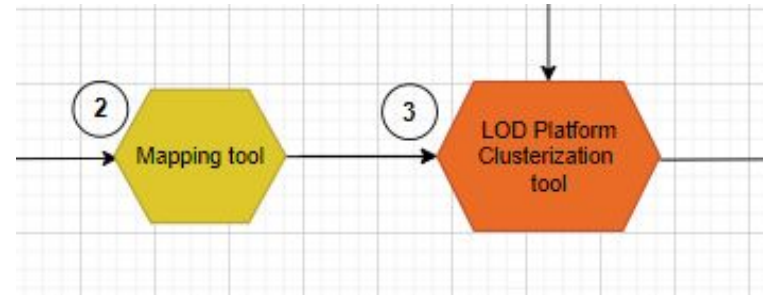 2
Mapping tool
3
LOD Platform
Clusterization
tool